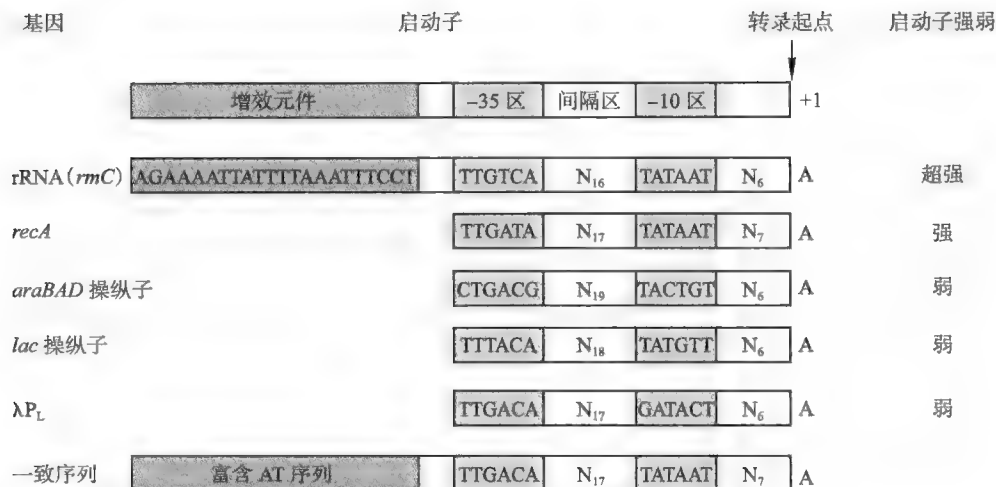 基因 启动子 转录起点 启动子强弱
增效元件 -35 区 间隔区 -10 区 +1
rRNA(rmC) AGAAAATTATTTTAAATTTCCT TTGTCA N16 TATAAT N6 A 超强
recA TTGATA N17 TATAAT N7 A 强
araBAD 操纵子 CTGACG N19 TACTGT N6 A 弱
lac 操纵子 TTTACA N18 TATGTT N6 A 弱
λPL TTGACA N17 GATACT N6 A 弱
一致序列 富含 AT 序列 TTGACA N17 TATAAT N7 A